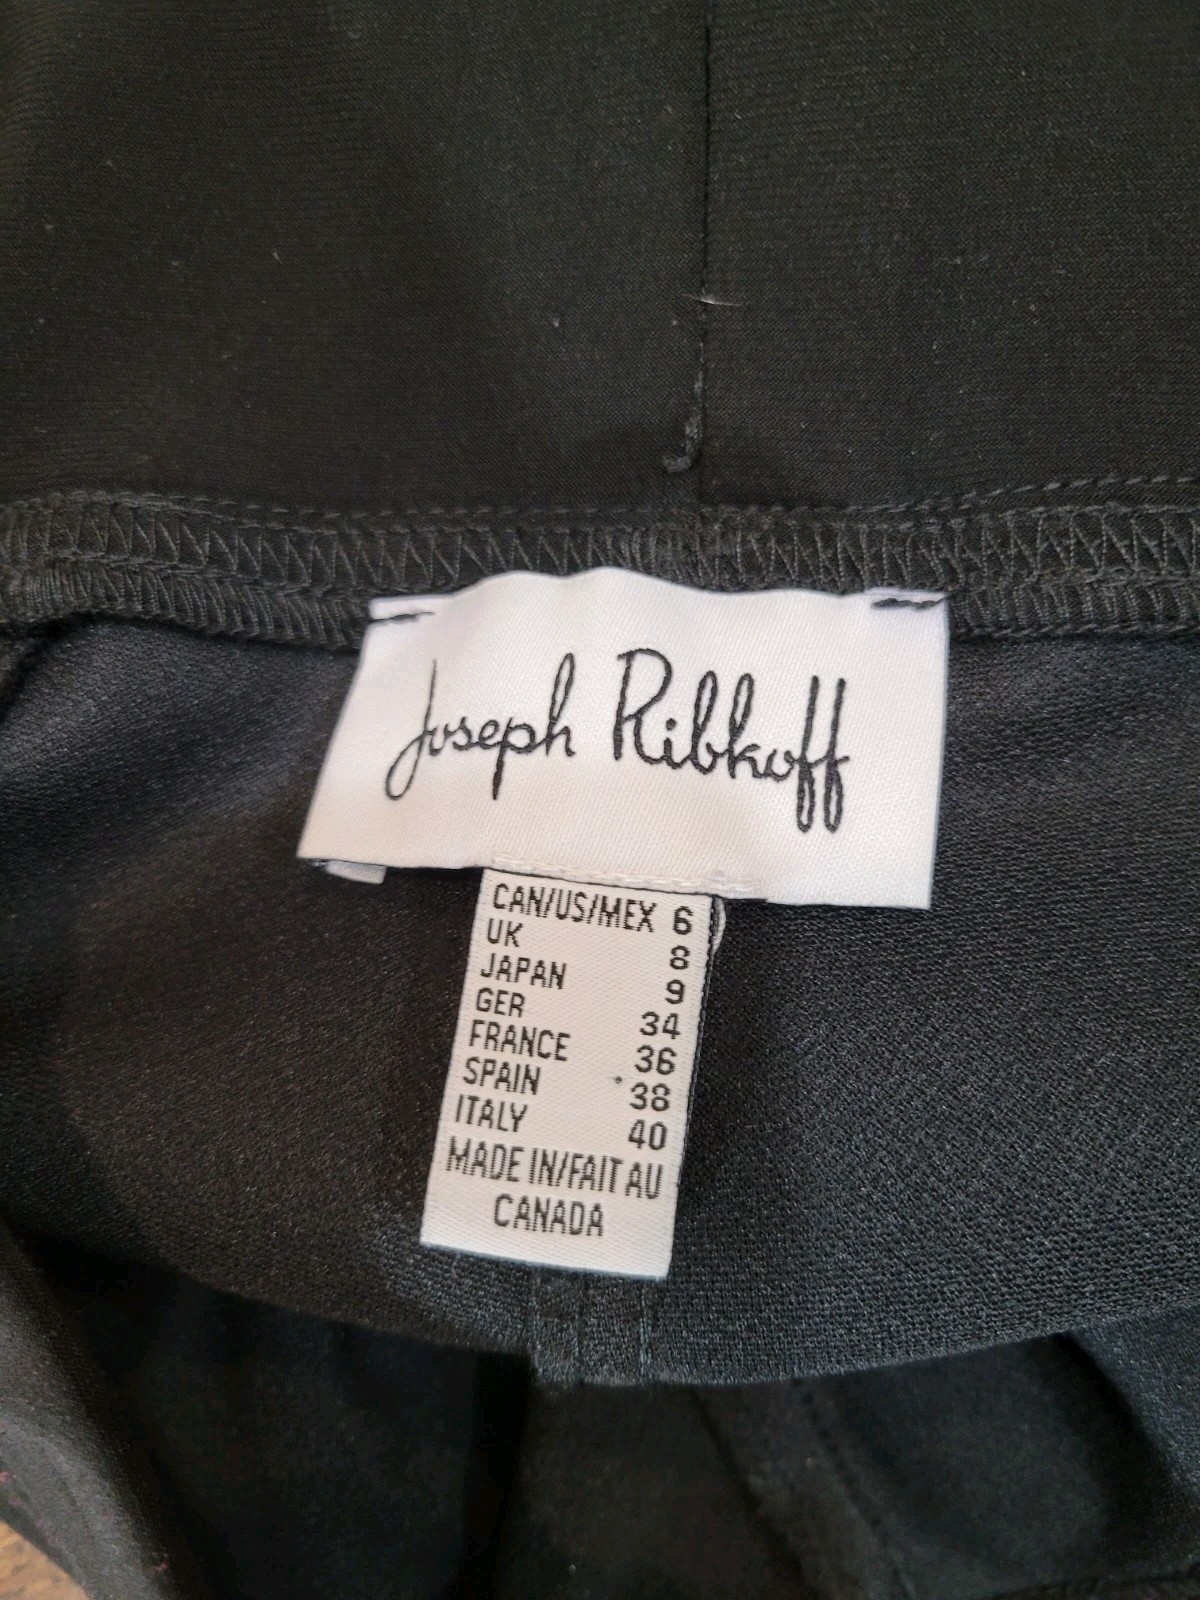 Joseph Ribkoff
CAN/US/MEX 6
UK 8
JAPAN 9
GER 34
FRANCE 36
SPAIN 38
ITALY 40
MADE IN/FAIT AU
CANADA